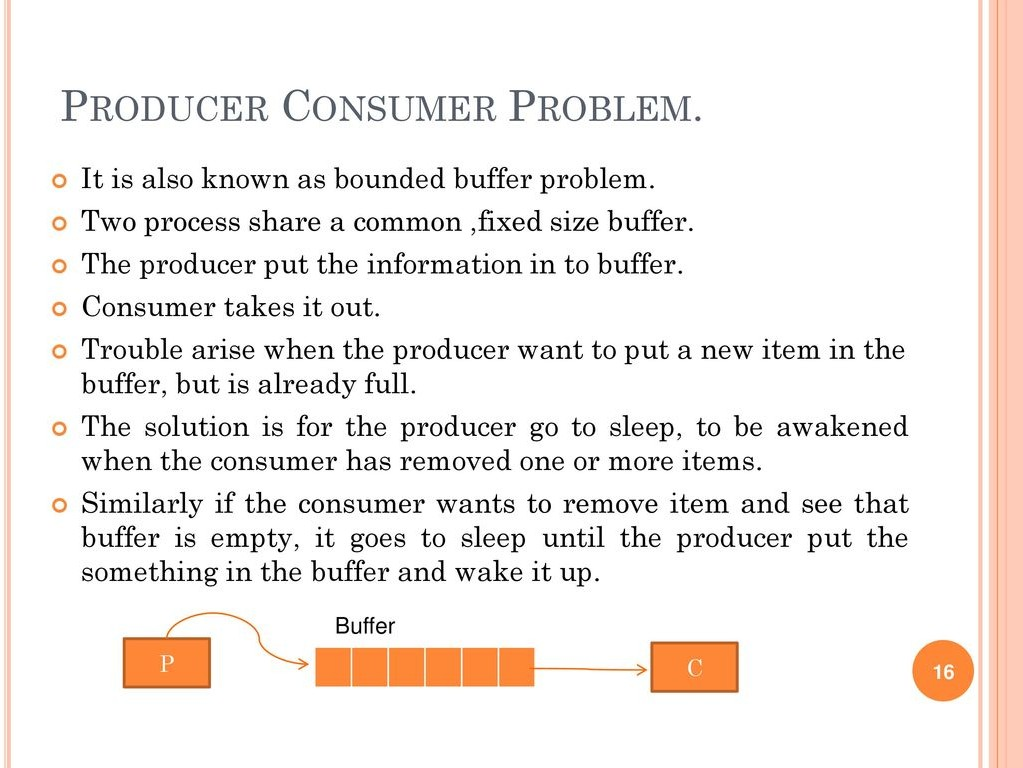 PRODUCER CONSUMER PROBLEM.
It is also known as bounded buffer problem.
Two process share a common ,fixed size buffer.
The producer put the information in to buffer.
Consumer takes it out.
Trouble arise when the producer want to put a new item in the
buffer, but is already full.
The solution is for the producer go to sleep, to be awakened
when the consumer has removed one or more items.
Similarly if the consumer wants to remove item and see that
buffer is empty, it goes to sleep until the producer put the
something in the buffer and wake it up.
Buffer
P
C
16